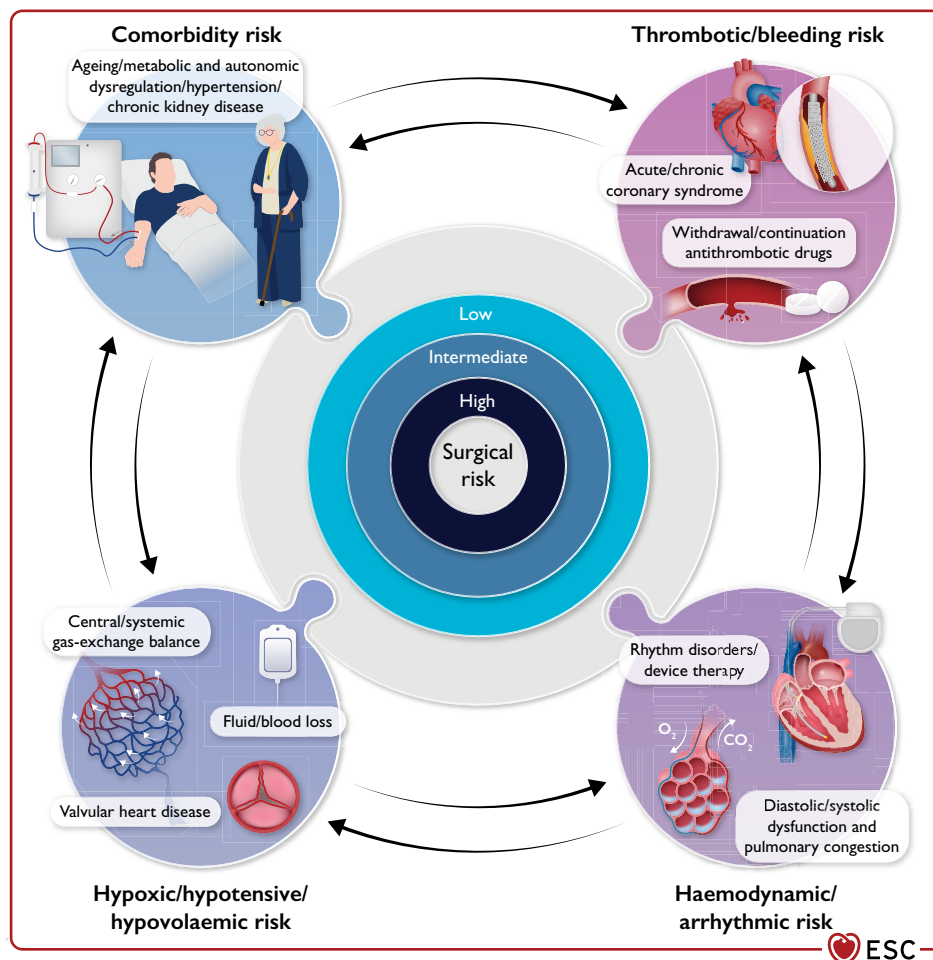 Comorbidity risk
Ageing/metabolic and autonomic
dysregulation/hypertension/
chronic kidney disease
Thrombotic/bleeding risk
Acute/chronic
coronary syndrome
Withdrawal/continuation
antithrombotic drugs
Low
Intermediate
High
Surgical
risk
Central/systemic
gas-exchange balance
Fluid/blood loss
Valvular heart disease
Hypoxic/hypotensive/
hypovolaemic risk
Rhythm disorders/
device therapy
O2
CO2
Diastolic/systolic
dysfunction and
pulmonary congestion
Haemodynamic/
arrhythmic risk
ESC